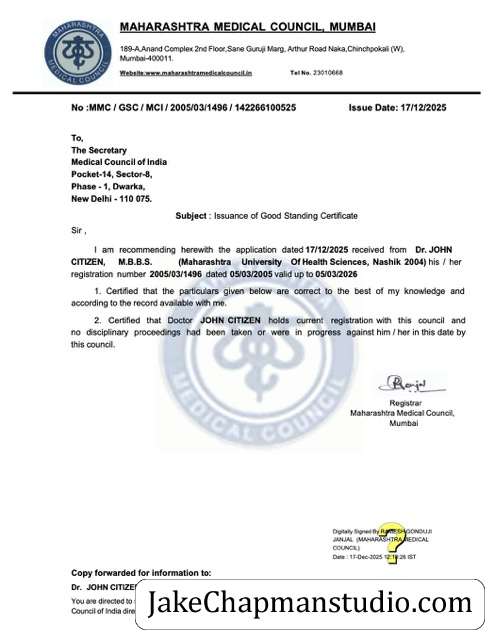 MAHARASHTRA MEDICAL COUNCIL, MUMBAI
189-A,Anand Complex 2nd Floor,Sane Guruji Marg, Arthur Road Naka,Chinchpokali (W),
Mumbai-400011.
Website:www.maharashtramedicalcouncil.in Tel No. 23010668
MAHARASHTRA
MEDICAL COUNCIL
No :MMC / GSC / MCI / 2005/03/1496 / 142266100525 Issue Date: 17/12/2025
To,
The Secretary
Medical Council of India
Pocket-14, Sector-8,
Phase - 1, Dwarka,
New Delhi - 110 075.
Subject : Issuance of Good Standing Certificate
Sir ,
I am recommending herewith the application dated 17/12/2025 received from Dr. JOHN
CITIZEN, M.B.B.S. (Maharashtra University Of Health Sciences, Nashik 2004) his / her
registration number 2005/03/1496 dated 05/03/2005 valid up to 05/03/2026
1. Certified that the particulars given below are correct to the best of my knowledge and
according to the record available with me.
2. Certified that Doctor JOHN CITIZEN holds current registration with this council and
no disciplinary proceedings had been taken or were in progress against him / her in this date by
this council.
MEDICAL COUNCIL
Registrar
Maharashtra Medical Council,
Mumbai
Digitally Signed By GONDUJI
JANJAL (MAHARASHTRA MEDICAL
COUNCIL)
Date : 17-Dec-2025 IST
?
Copy forwarded for information to:
Dr. JOHN CITIZE
You are directed to
Council of India dire
JakeChapmanstudio.com